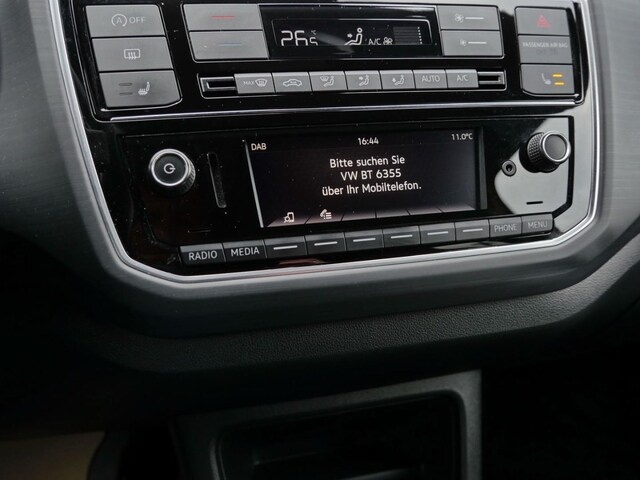 OFF
26.5
A/C
PASSENGER AIR BAG
MAX
AUTO
A/C
DAB
16:44
11.0°C
Bitte suchen Sie
VW BT 6355
über Ihr Mobiltelefon.
RADIO
MEDIA
PHONE
MENU